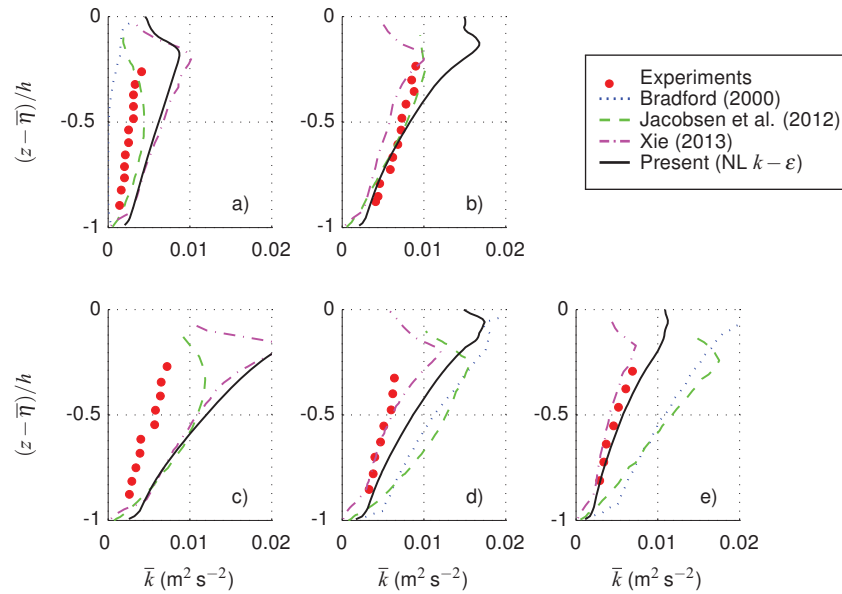 0
-0.5
-1
0
0.01
0.02
(z − η̅)/h
a)
0
-0.5
-1
0
0.01
0.02
b)
Experiments
Bradford (2000)
Jacobsen et al. (2012)
Xie (2013)
Present (NL k − ε)
0
-0.5
-1
0
0.01
0.02
(z − η̅)/h
c)
k̅ (m² s⁻²)
0
-0.5
-1
0
0.01
0.02
d)
k̅ (m² s⁻²)
0
-0.5
-1
0
0.01
0.02
e)
k̅ (m² s⁻²)